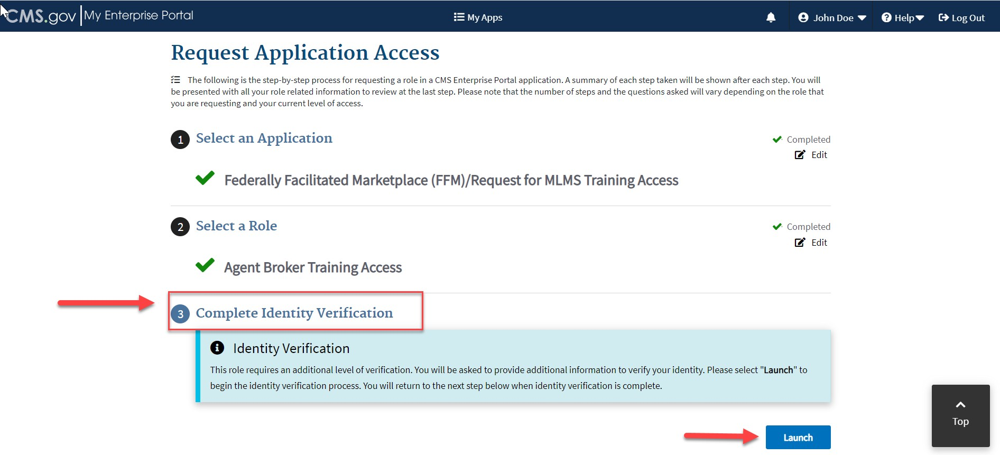 CMS.gov | My Enterprise Portal
My Apps
John Doe
Help
Log Out
Request Application Access
The following is the step-by-step process for requesting a role in a CMS Enterprise Portal application. A summary of each step taken will be shown after each step. You will
be presented with all your role related information to review at the last step. Please note that the number of steps and the questions asked will vary depending on the role that
you are requesting and your current level of access.
1 Select an Application
Completed
Edit
Federally Facilitated Marketplace (FFM)/Request for MLMS Training Access
2 Select a Role
Completed
Edit
Agent Broker Training Access
3 Complete Identity Verification
Identity Verification
This role requires an additional level of verification. You will be asked to provide additional information to verify your identity. Please select "Launch" to
begin the identity verification process. You will return to the next step below when identity verification is complete.
Top
Launch